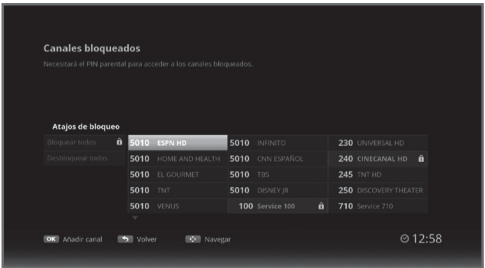 Canales bloqueados
Necesitará el PIN parental para acceder a los canales bloqueados.
Atajos de bloqueo
Bloquear todos
Desbloquear todos
5010 ESPN HD 5010 INFINITO 230 UNIVERSAL HD
5010 HOME AND HEALTH 5010 CNN ESPAÑOL 240 CINECANAL HD
5010 EL GOURMET 5010 TBS 245 TNT HD
5010 TNT 5010 DISNEY JR 250 DISCOVERY THEATER
5010 VENUS 100 Service 100 710 Service 710
OK Añadir canal Volver Navegar 12:58